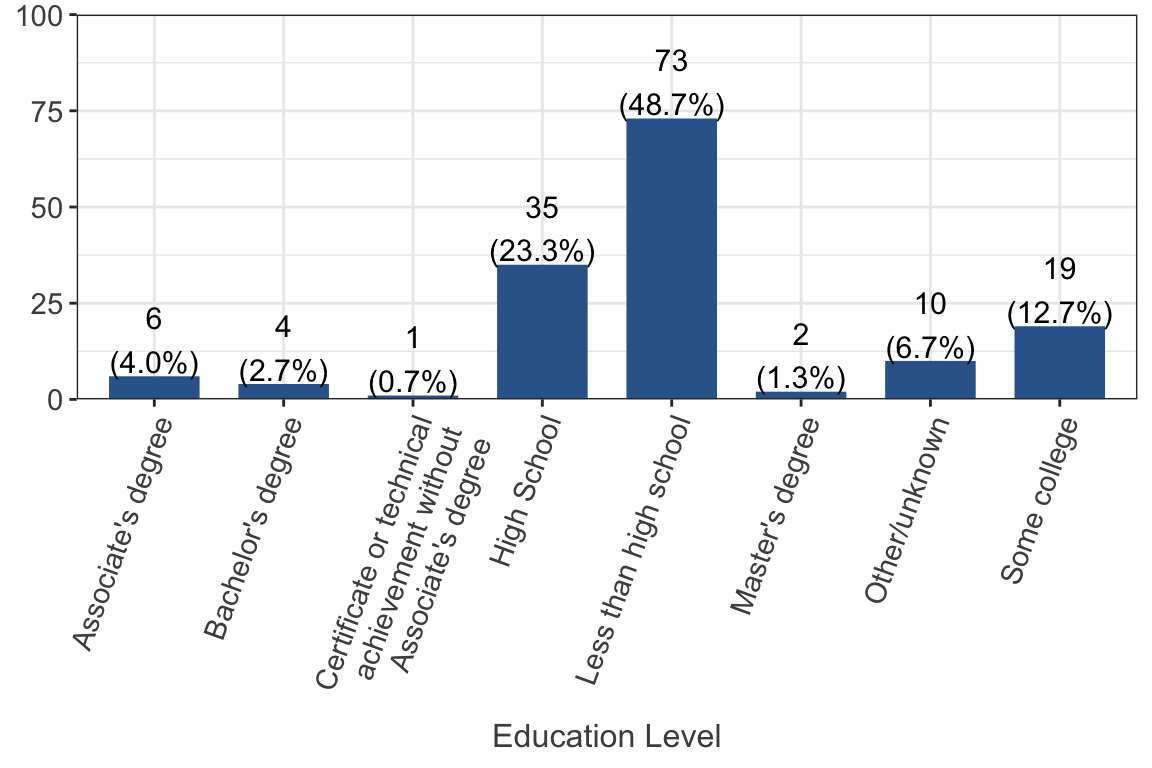 100
75
50
25
0
6
(4.0%)
4
(2.7%)
1
(0.7%)
35
(23.3%)
73
(48.7%)
2
(1.3%)
10
(6.7%)
19
(12.7%)
Associate's degree
Bachelor's degree
Certificate or technical
achievement without
Associate's degree
High School
Less than high school
Master's degree
Other/unknown
Some college
Education Level